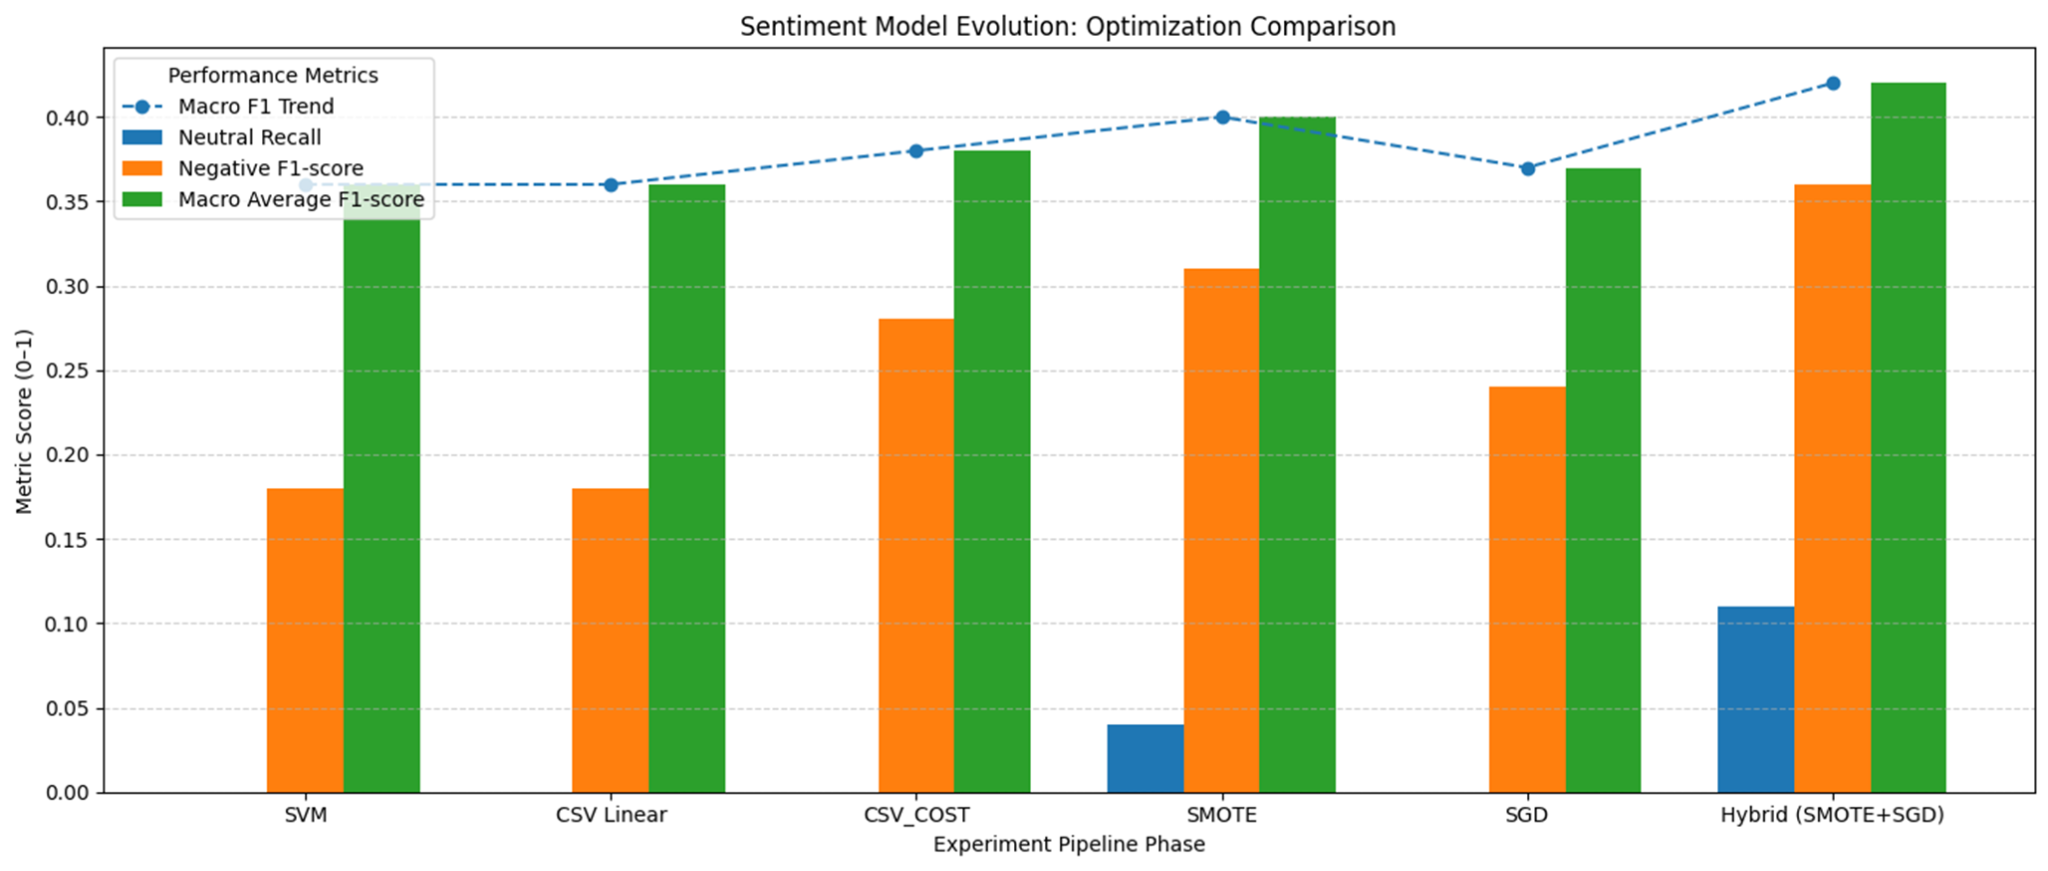 Sentiment Model Evolution: Optimization Comparison
Performance Metrics
Macro F1 Trend
Neutral Recall
Negative F1-score
Macro Average F1-score
Metric Score (0–1)
0.40
0.35
0.30
0.25
0.20
0.15
0.10
0.05
0.00
SVM
CSV Linear
CSV_COST
SMOTE
SGD
Hybrid (SMOTE+SGD)
Experiment Pipeline Phase